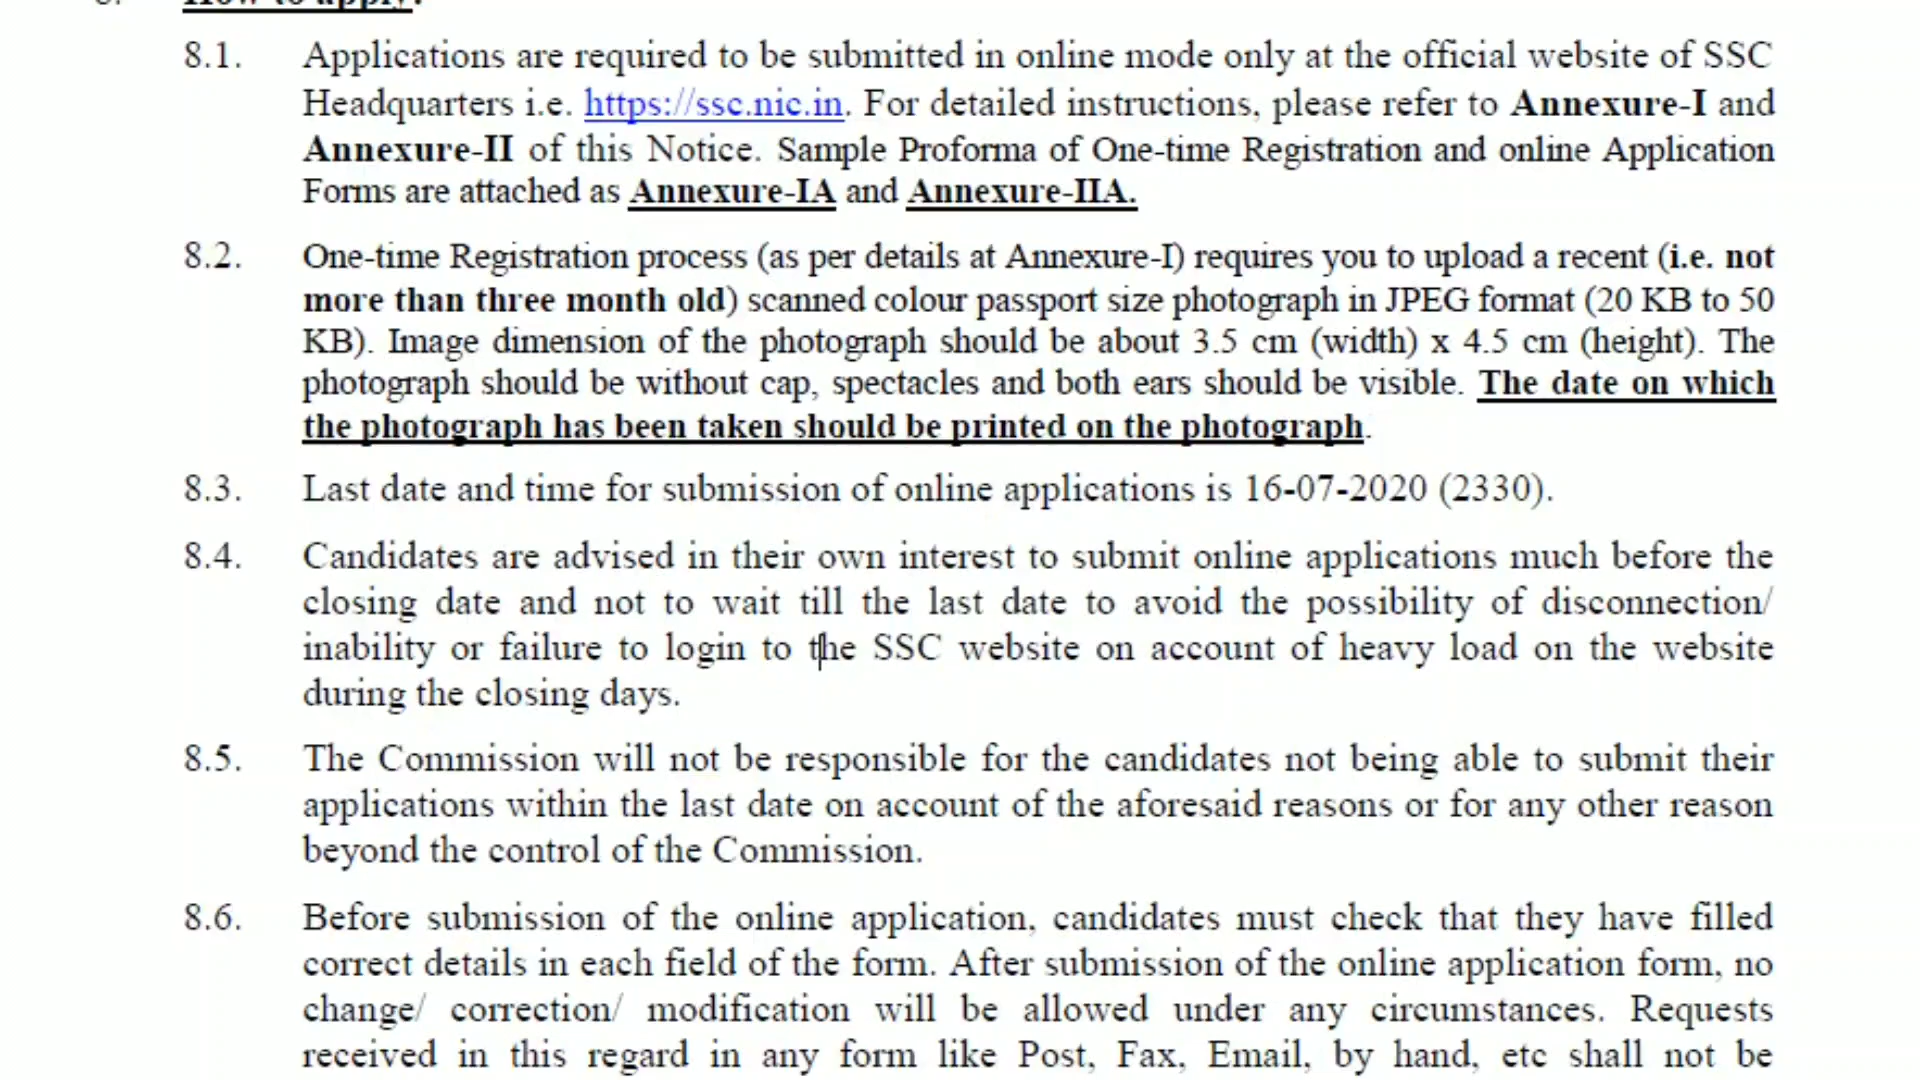 8. How to apply:
8.1. Applications are required to be submitted in online mode only at the official website of SSC
Headquarters i.e. https://ssc.nic.in. For detailed instructions, please refer to Annexure-I and
Annexure-II of this Notice. Sample Proforma of One-time Registration and online Application
Forms are attached as Annexure-IA and Annexure-IIA.
8.2. One-time Registration process (as per details at Annexure-I) requires you to upload a recent (i.e. not
more than three month old) scanned colour passport size photograph in JPEG format (20 KB to 50
KB). Image dimension of the photograph should be about 3.5 cm (width) x 4.5 cm (height). The
photograph should be without cap, spectacles and both ears should be visible. The date on which
the photograph has been taken should be printed on the photograph.
8.3. Last date and time for submission of online applications is 16-07-2020 (2330).
8.4. Candidates are advised in their own interest to submit online applications much before the
closing date and not to wait till the last date to avoid the possibility of disconnection/
inability or failure to login to the SSC website on account of heavy load on the website
during the closing days.
8.5. The Commission will not be responsible for the candidates not being able to submit their
applications within the last date on account of the aforesaid reasons or for any other reason
beyond the control of the Commission.
8.6. Before submission of the online application, candidates must check that they have filled
correct details in each field of the form. After submission of the online application form, no
change/ correction/ modification will be allowed under any circumstances. Requests
received in this regard in any form like Post, Fax, Email, by hand, etc shall not be